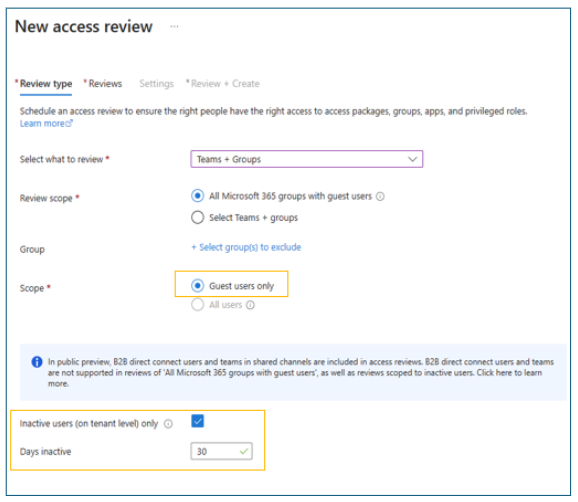 New access review ...
*Review type *Reviews Settings *Review + Create
Schedule an access review to ensure the right people have the right access to access packages, groups, apps, and privileged roles.
Learn more
Select what to review * Teams + Groups
Review scope * All Microsoft 365 groups with guest users
Select Teams + groups
Group + Select group(s) to exclude
Scope * Guest users only
All users
In public preview, B2B direct connect users and teams in shared channels are included in access reviews. B2B direct connect users and teams
are not supported in reviews of 'All Microsoft 365 groups with guest users', as well as reviews scoped to inactive users. Click here to learn
more.
Inactive users (on tenant level) only
Days inactive 30